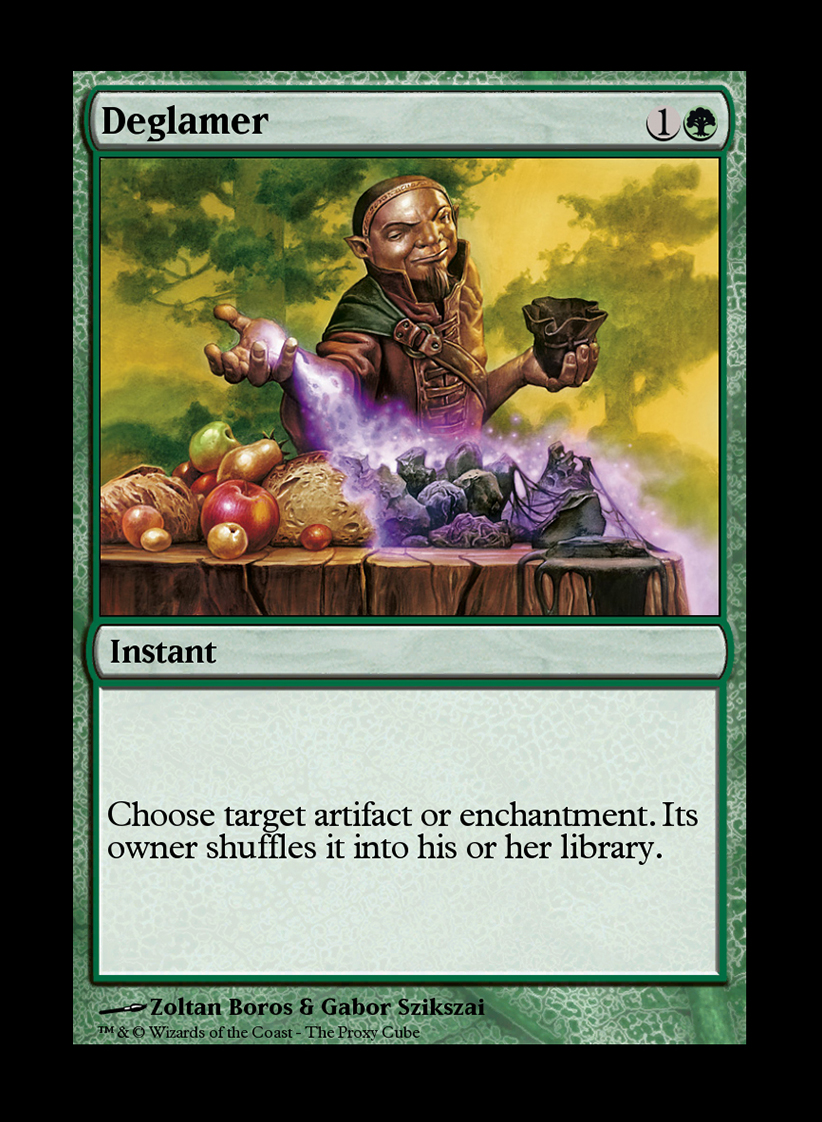 Deglamer 1
Instant
Choose target artifact or enchantment. Its
owner shuffles it into his or her library.
Zoltan Boros & Gabor Szikszai
™ & © Wizards of the Coast - The Proxy Cube